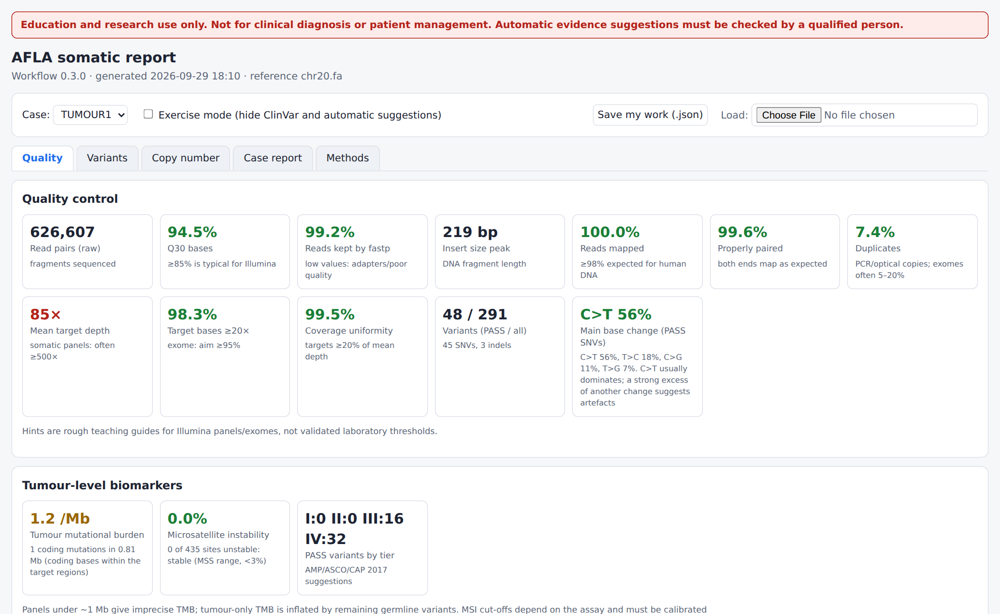 Education and research use only. Not for clinical diagnosis or patient management. Automatic evidence suggestions must be checked by a qualified person.
AFLA somatic report
Workflow 0.3.0 · generated 2026-09-29 18:10 · reference chr20.fa
Case: TUMOUR1 Exercise mode (hide ClinVar and automatic suggestions) Save my work (.json) Load: Choose File No file chosen
Quality Variants Copy number Case report Methods
Quality control
626,607
Read pairs (raw)
fragments sequenced
94.5%
Q30 bases
≥85% is typical for Illumina
99.2%
Reads kept by fastp
low values: adapters/poor
quality
219 bp
Insert size peak
DNA fragment length
100.0%
Reads mapped
≥98% expected for human
DNA
99.6%
Properly paired
both ends map as expected
7.4%
Duplicates
PCR/optical copies; exomes
often 5–20%
85×
Mean target depth
somatic panels: often
≥500×
98.3%
Target bases ≥20×
exome: aim ≥95%
99.5%
Coverage uniformity
targets ≥20% of mean
depth
48 / 291
Variants (PASS / all)
45 SNVs, 3 indels
C>T 56%
Main base change (PASS
SNVs)
C>T 56%, T>C 18%, C>G
11%, T>G 7%. C>T usually
dominates; a strong excess
of another change suggests
artefacts
Hints are rough teaching guides for Illumina panels/exomes, not validated laboratory thresholds.
Tumour-level biomarkers
1.2 /Mb
Tumour mutational burden
1 coding mutations in 0.81
Mb (coding bases within the
target regions)
0.0%
Microsatellite instability
0 of 435 sites unstable:
stable (MSS range, <3%)
I:0 II:0 III:16
IV:32
PASS variants by tier
AMP/ASCO/CAP 2017
suggestions
Panels under ~1 Mb give imprecise TMB; tumour-only TMB is inflated by remaining germline variants. MSI cut-offs depend on the assay and must be calibrated